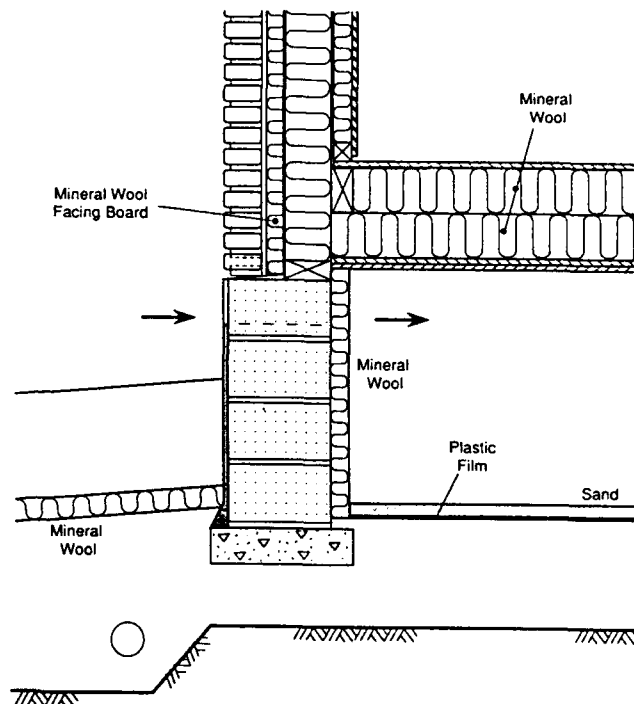 Mineral
Wool
Mineral Wool
Facing Board
Mineral
Wool
Plastic
Film
Sand
Mineral
Wool